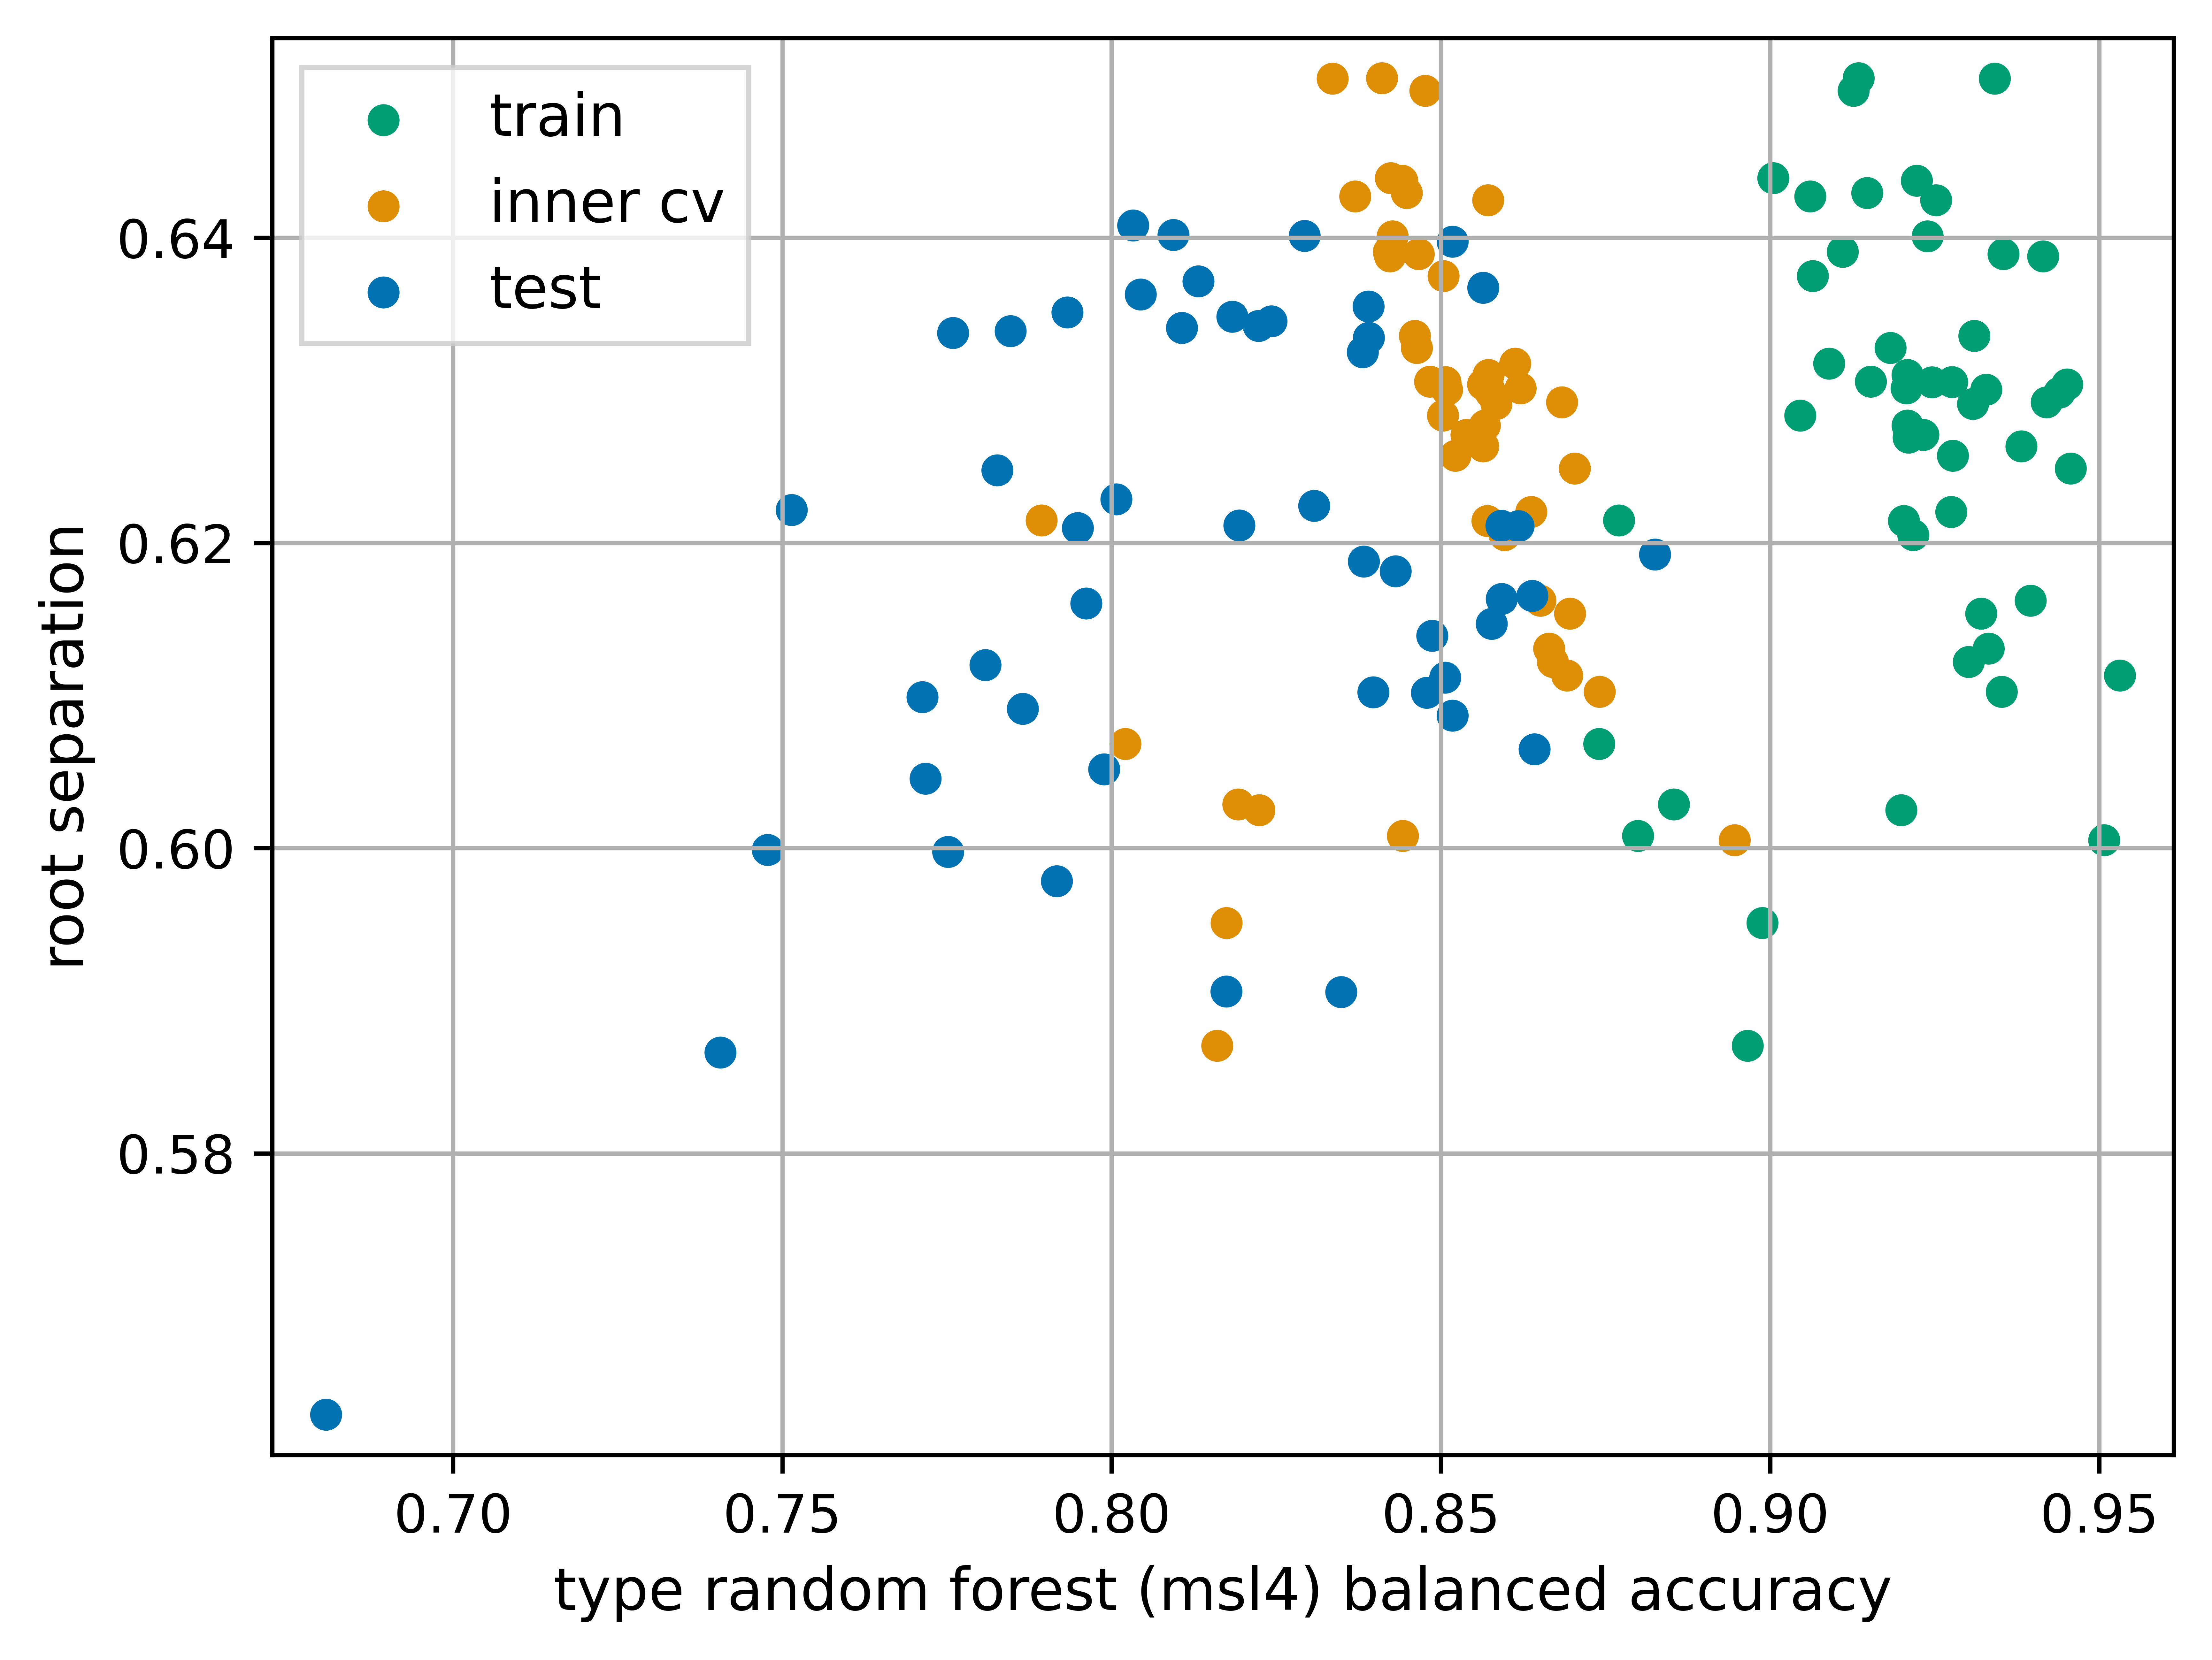 train
inner cv
test
0.64
0.62
0.60
0.58
root separation
0.70
0.75
0.80
0.85
0.90
0.95
type random forest (msl4) balanced accuracy